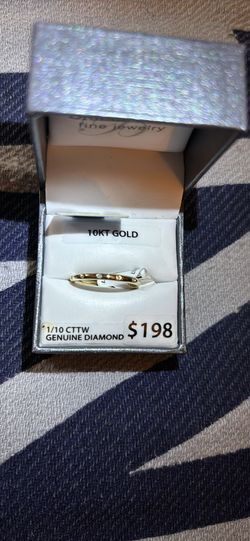 fine jewelry
10KT GOLD
1/10 CTTW
GENUINE DIAMOND $198